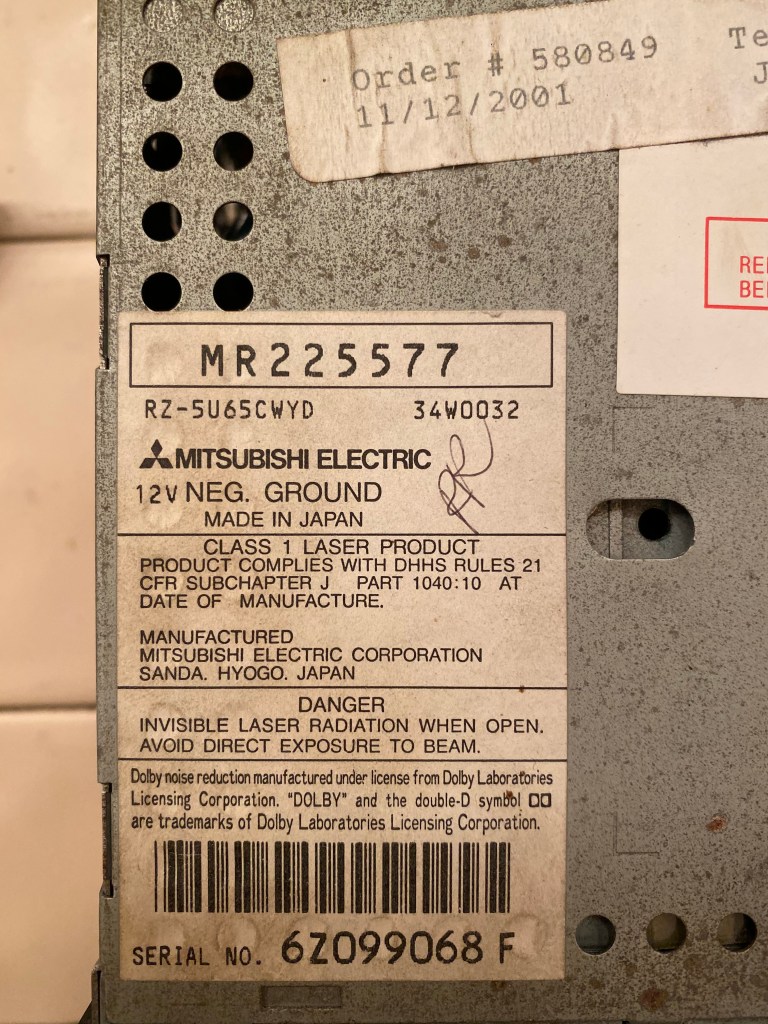 Order # 580849 Te
11/12/2001 J
RE
BE
MR225577
RZ-5U65CWYD 34W0032
MITSUBISHI ELECTRIC
12V NEG. GROUND
MADE IN JAPAN
CLASS 1 LASER PRODUCT
PRODUCT COMPLIES WITH DHHS RULES 21
CFR SUBCHAPTER J PART 1040:10 AT
DATE OF MANUFACTURE.
MANUFACTURED
MITSUBISHI ELECTRIC CORPORATION
SANDA. HYOGO. JAPAN
DANGER
INVISIBLE LASER RADIATION WHEN OPEN.
AVOID DIRECT EXPOSURE TO BEAM.
Dolby noise reduction manufactured under license from Dolby Laboratories
Licensing Corporation. "DOLBY" and the double-D symbol
are trademarks of Dolby Laboratories Licensing Corporation.
SERIAL NO. 6Z099068 F